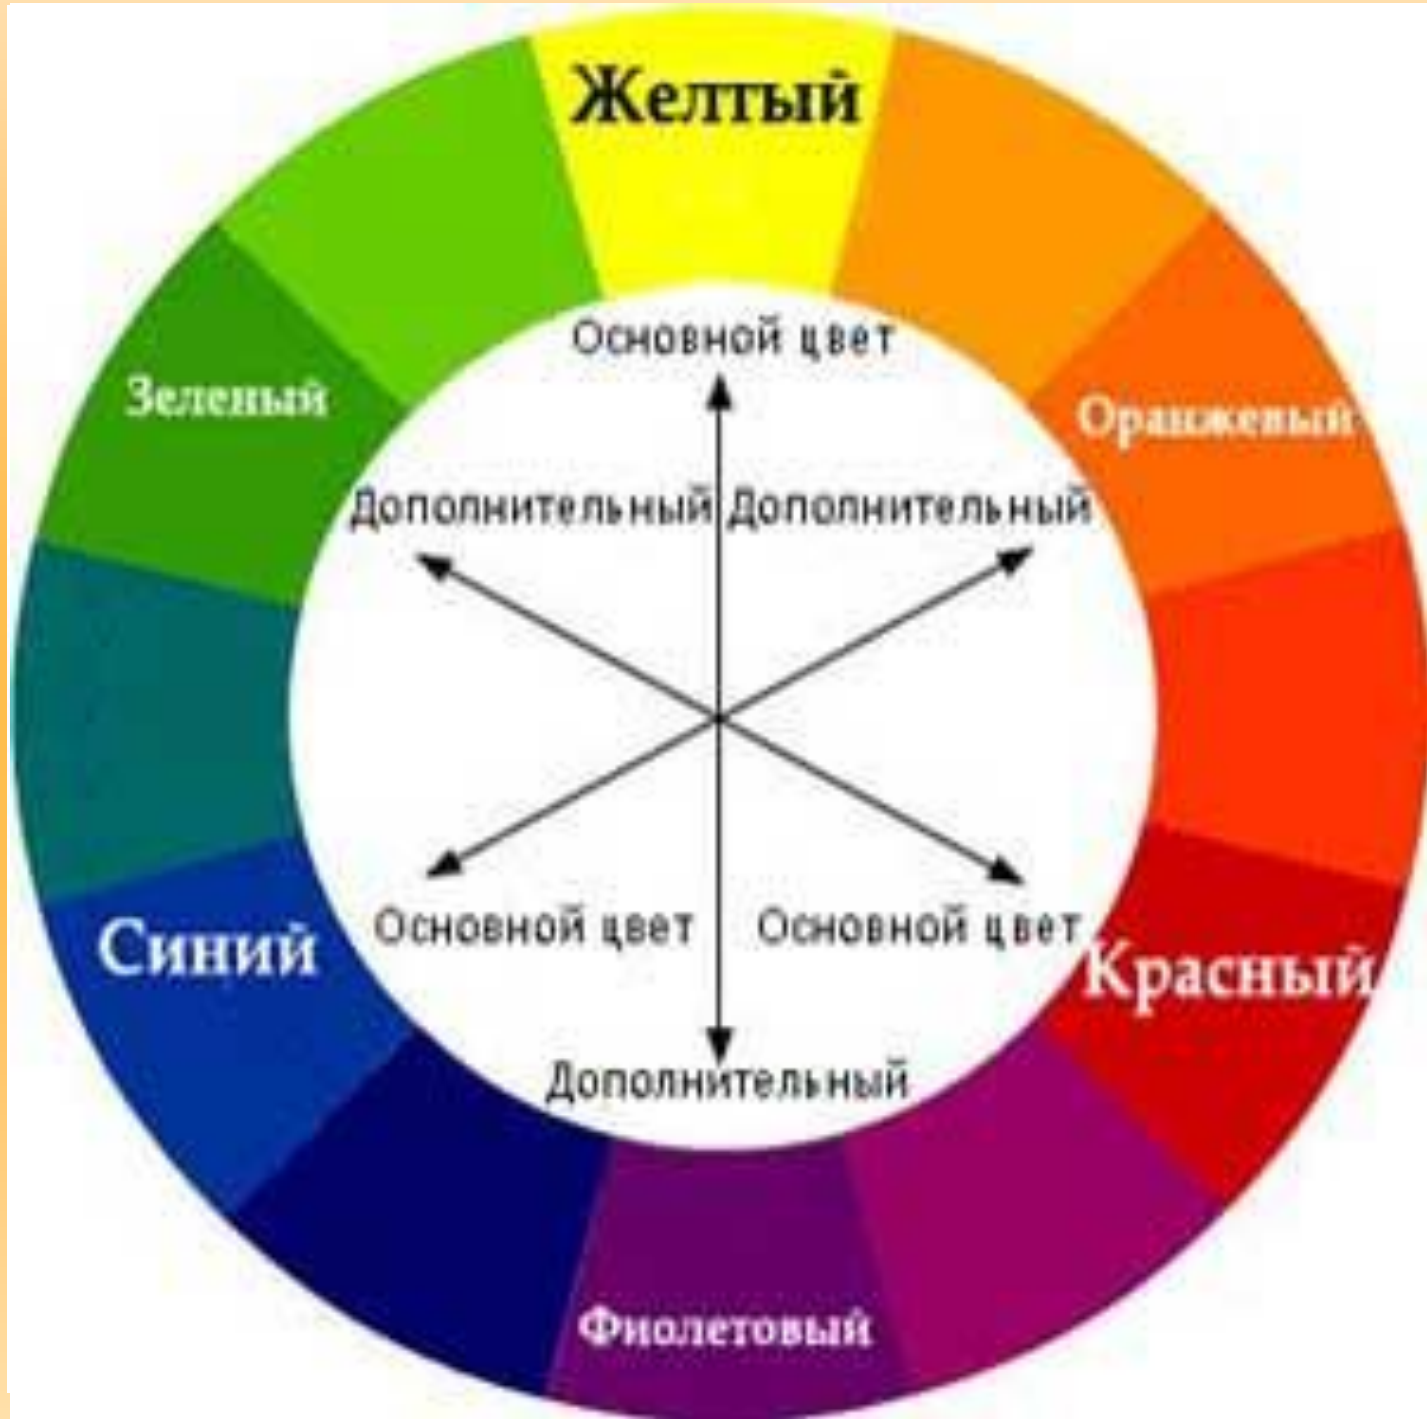 Желтый
Основной цвет
Зеленый
Оранжевый
Дополнительный
Дополнительный
Основной цвет
Основной цвет
Синий
Красный
Дополнительный
Фиолетовый